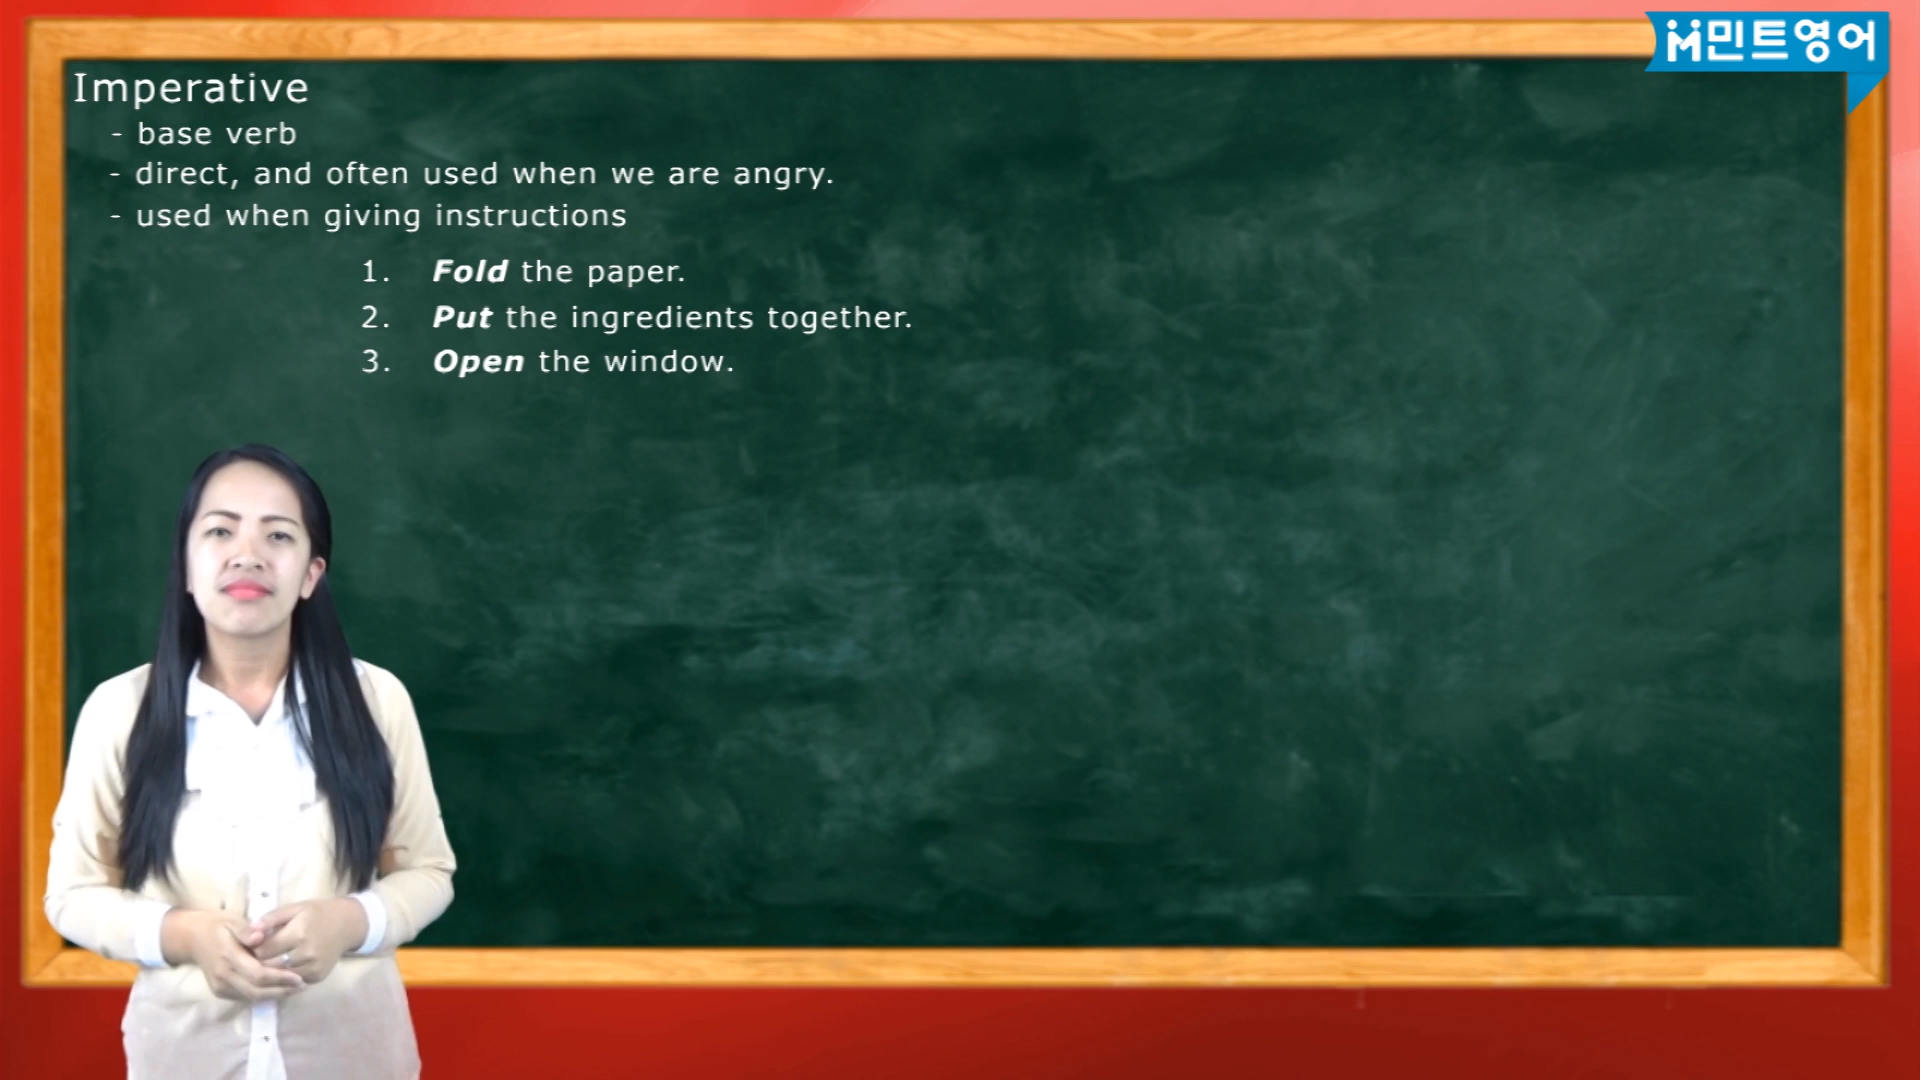 민트영어
Imperative
- base verb
- direct, and often used when we are angry.
- used when giving instructions
1. Fold the paper.
2. Put the ingredients together.
3. Open the window.